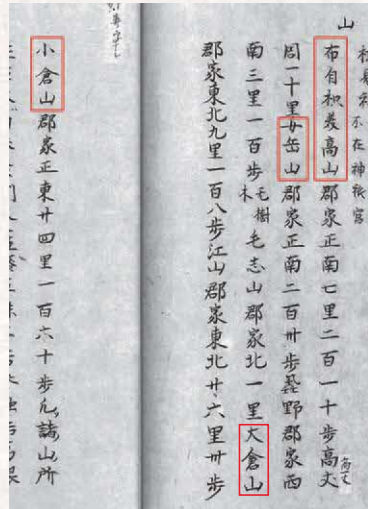 山
不在神祇官
布自枳美高山郡家正南七里二百一十歩高丈
周一十里女岳山郡家正南二百卅歩野郡家西
南三里一百歩樹木毛志山郡家北一里大倉山
郡家東北九里一百八歩江山郡家東北廿六里卅歩
小倉山郡家正東廿四里一百六十歩凡諸山所